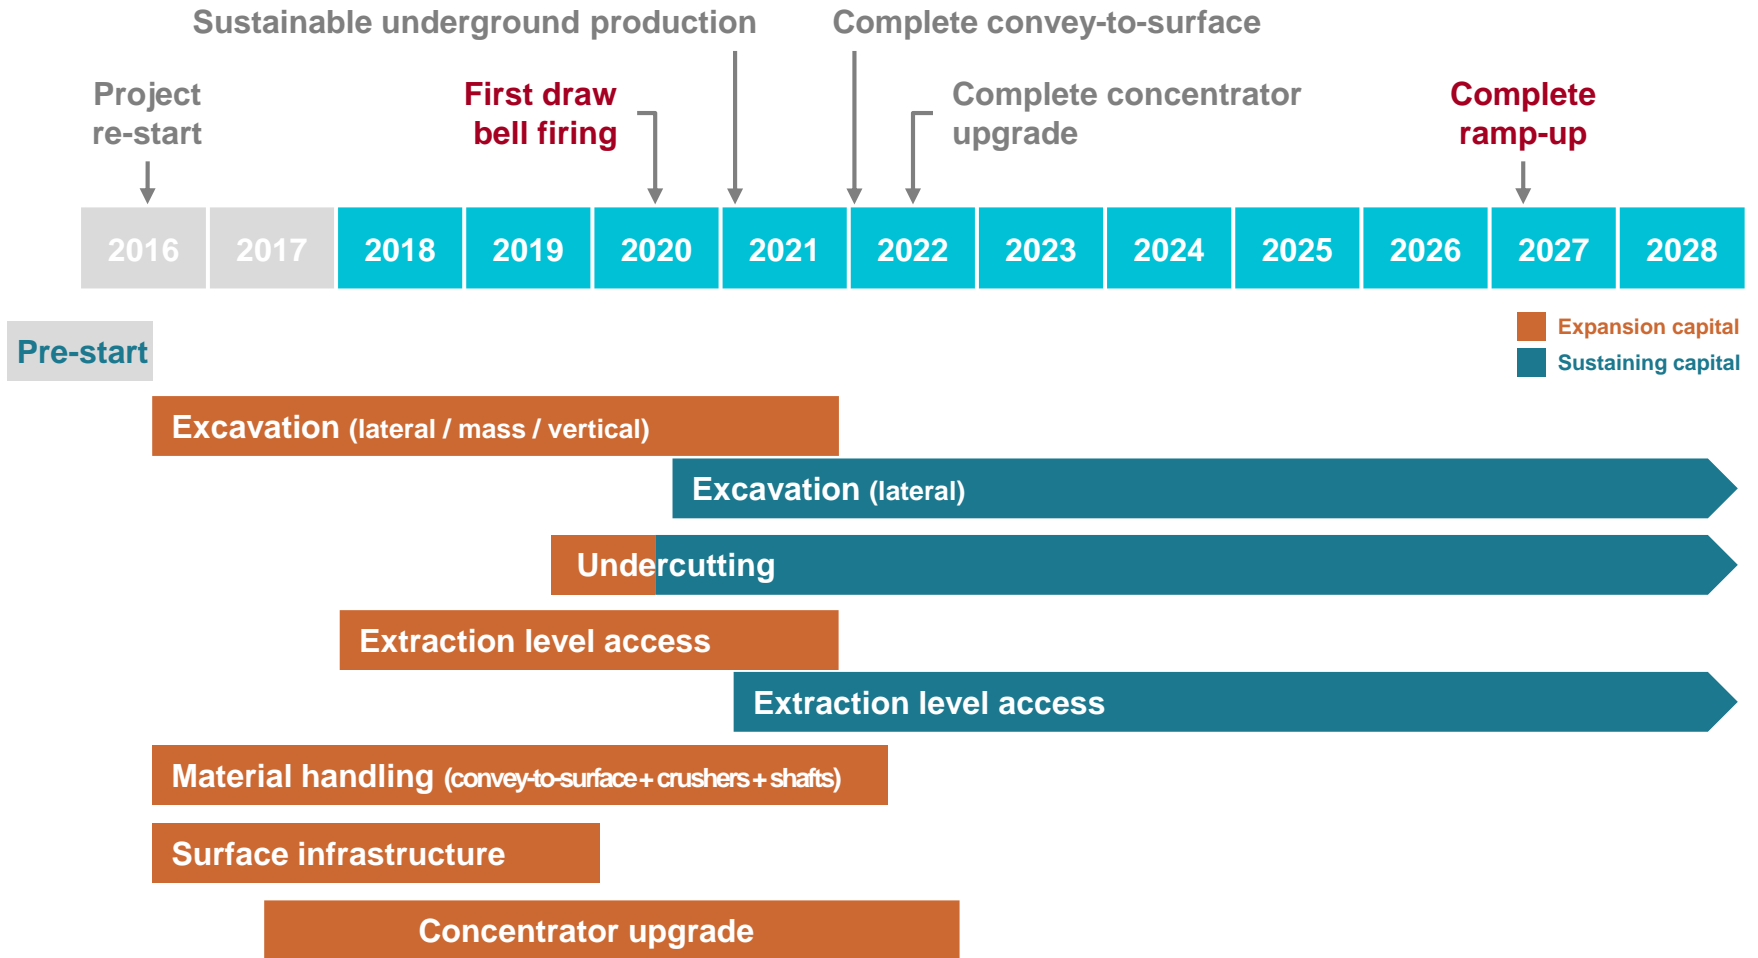 Sustainable underground production
Complete convey-to-surface
Project
re-start
First draw
bell firing
Complete concentrator
upgrade
Complete
ramp-up
2016 2017 2018 2019 2020 2021 2022 2023 2024 2025 2026 2027 2028
Expansion capital
Sustaining capital
Pre-start
Excavation (lateral / mass / vertical)
Excavation (lateral)
Undercutting
Extraction level access
Extraction level access
Material handling (convey-to-surface + crushers + shafts)
Surface infrastructure
Concentrator upgrade